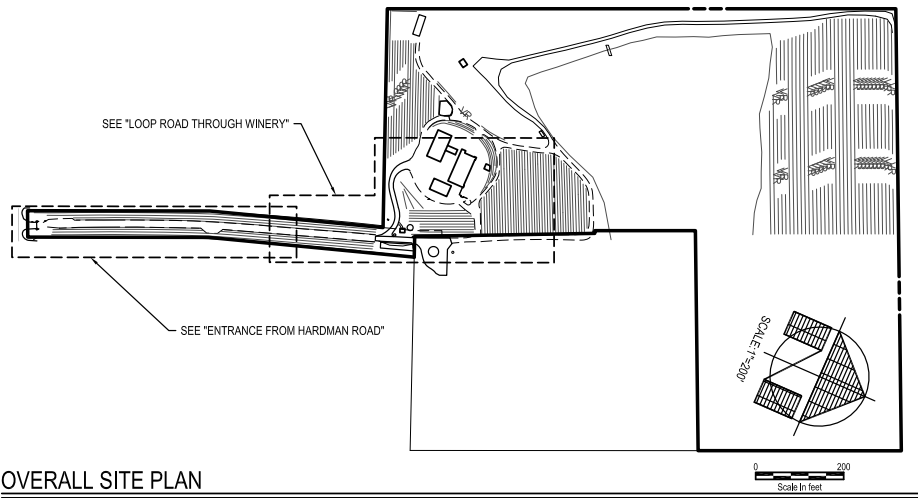 SEE "LOOP ROAD THROUGH WINERY"
SEE "ENTRANCE FROM HARDMAN ROAD"
SCALE: 1"=200'
OVERALL SITE PLAN
0 200
Scale In feet